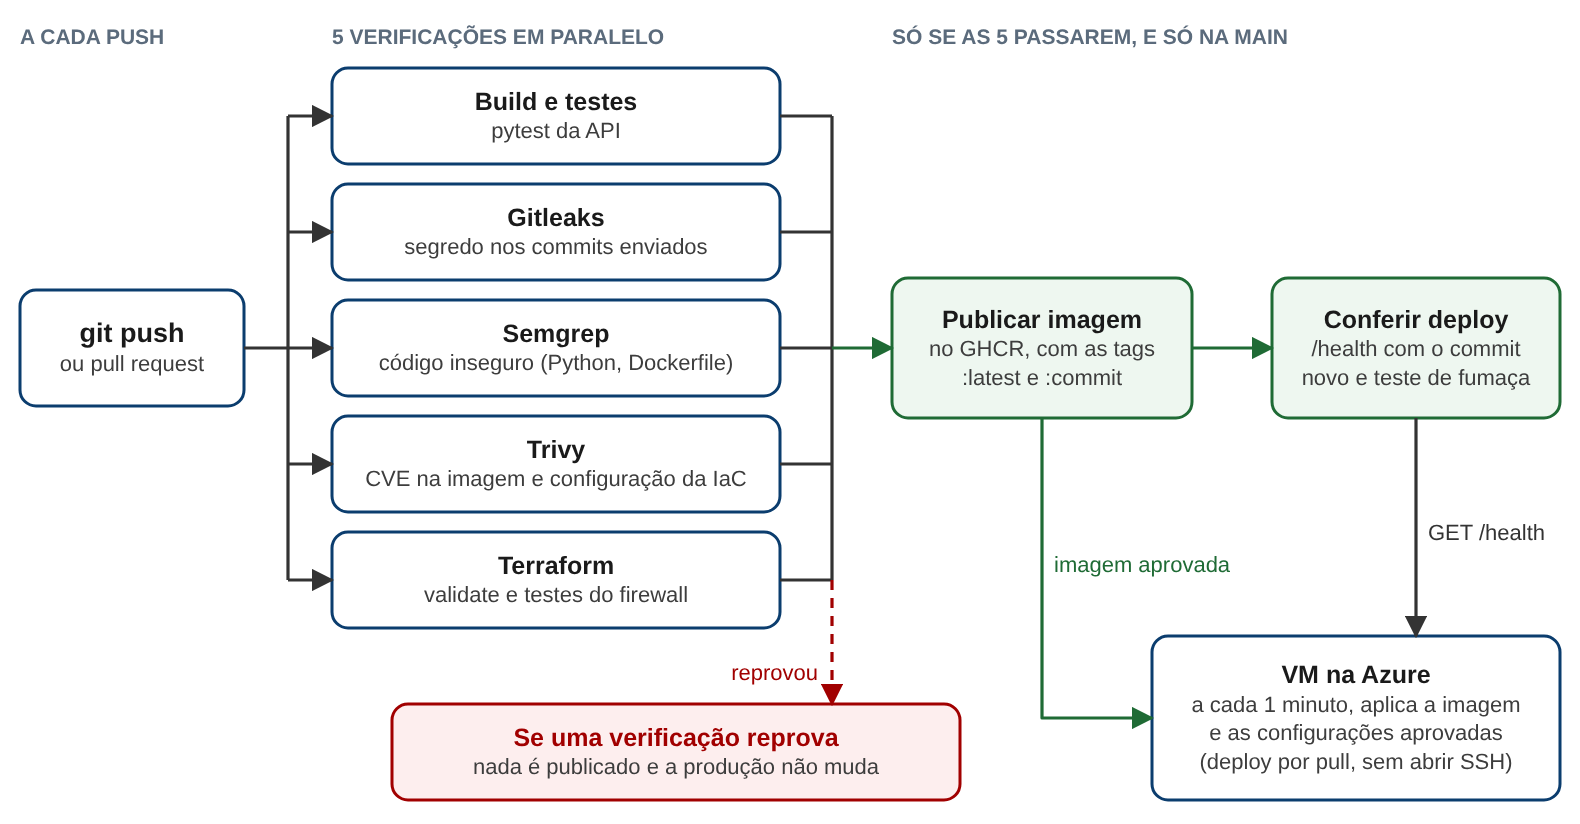 A CADA PUSH
5 VERIFICAÇÕES EM PARALELO
SÓ SE AS 5 PASSAREM, E SÓ NA MAIN
git push
ou pull request
Build e testes
pytest da API
Gitleaks
segredo nos commits enviados
Semgrep
código inseguro (Python, Dockerfile)
Trivy
CVE na imagem e configuração da IaC
Terraform
validate e testes do firewall
reprovou
Se uma verificação reprova
nada é publicado e a produção não muda
Publicar imagem
no GHCR, com as tags
:latest e :commit
Conferir deploy
/health com o commit
novo e teste de fumaça
imagem aprovada
GET /health
VM na Azure
a cada 1 minuto, aplica a imagem
e as configurações aprovadas
(deploy por pull, sem abrir SSH)